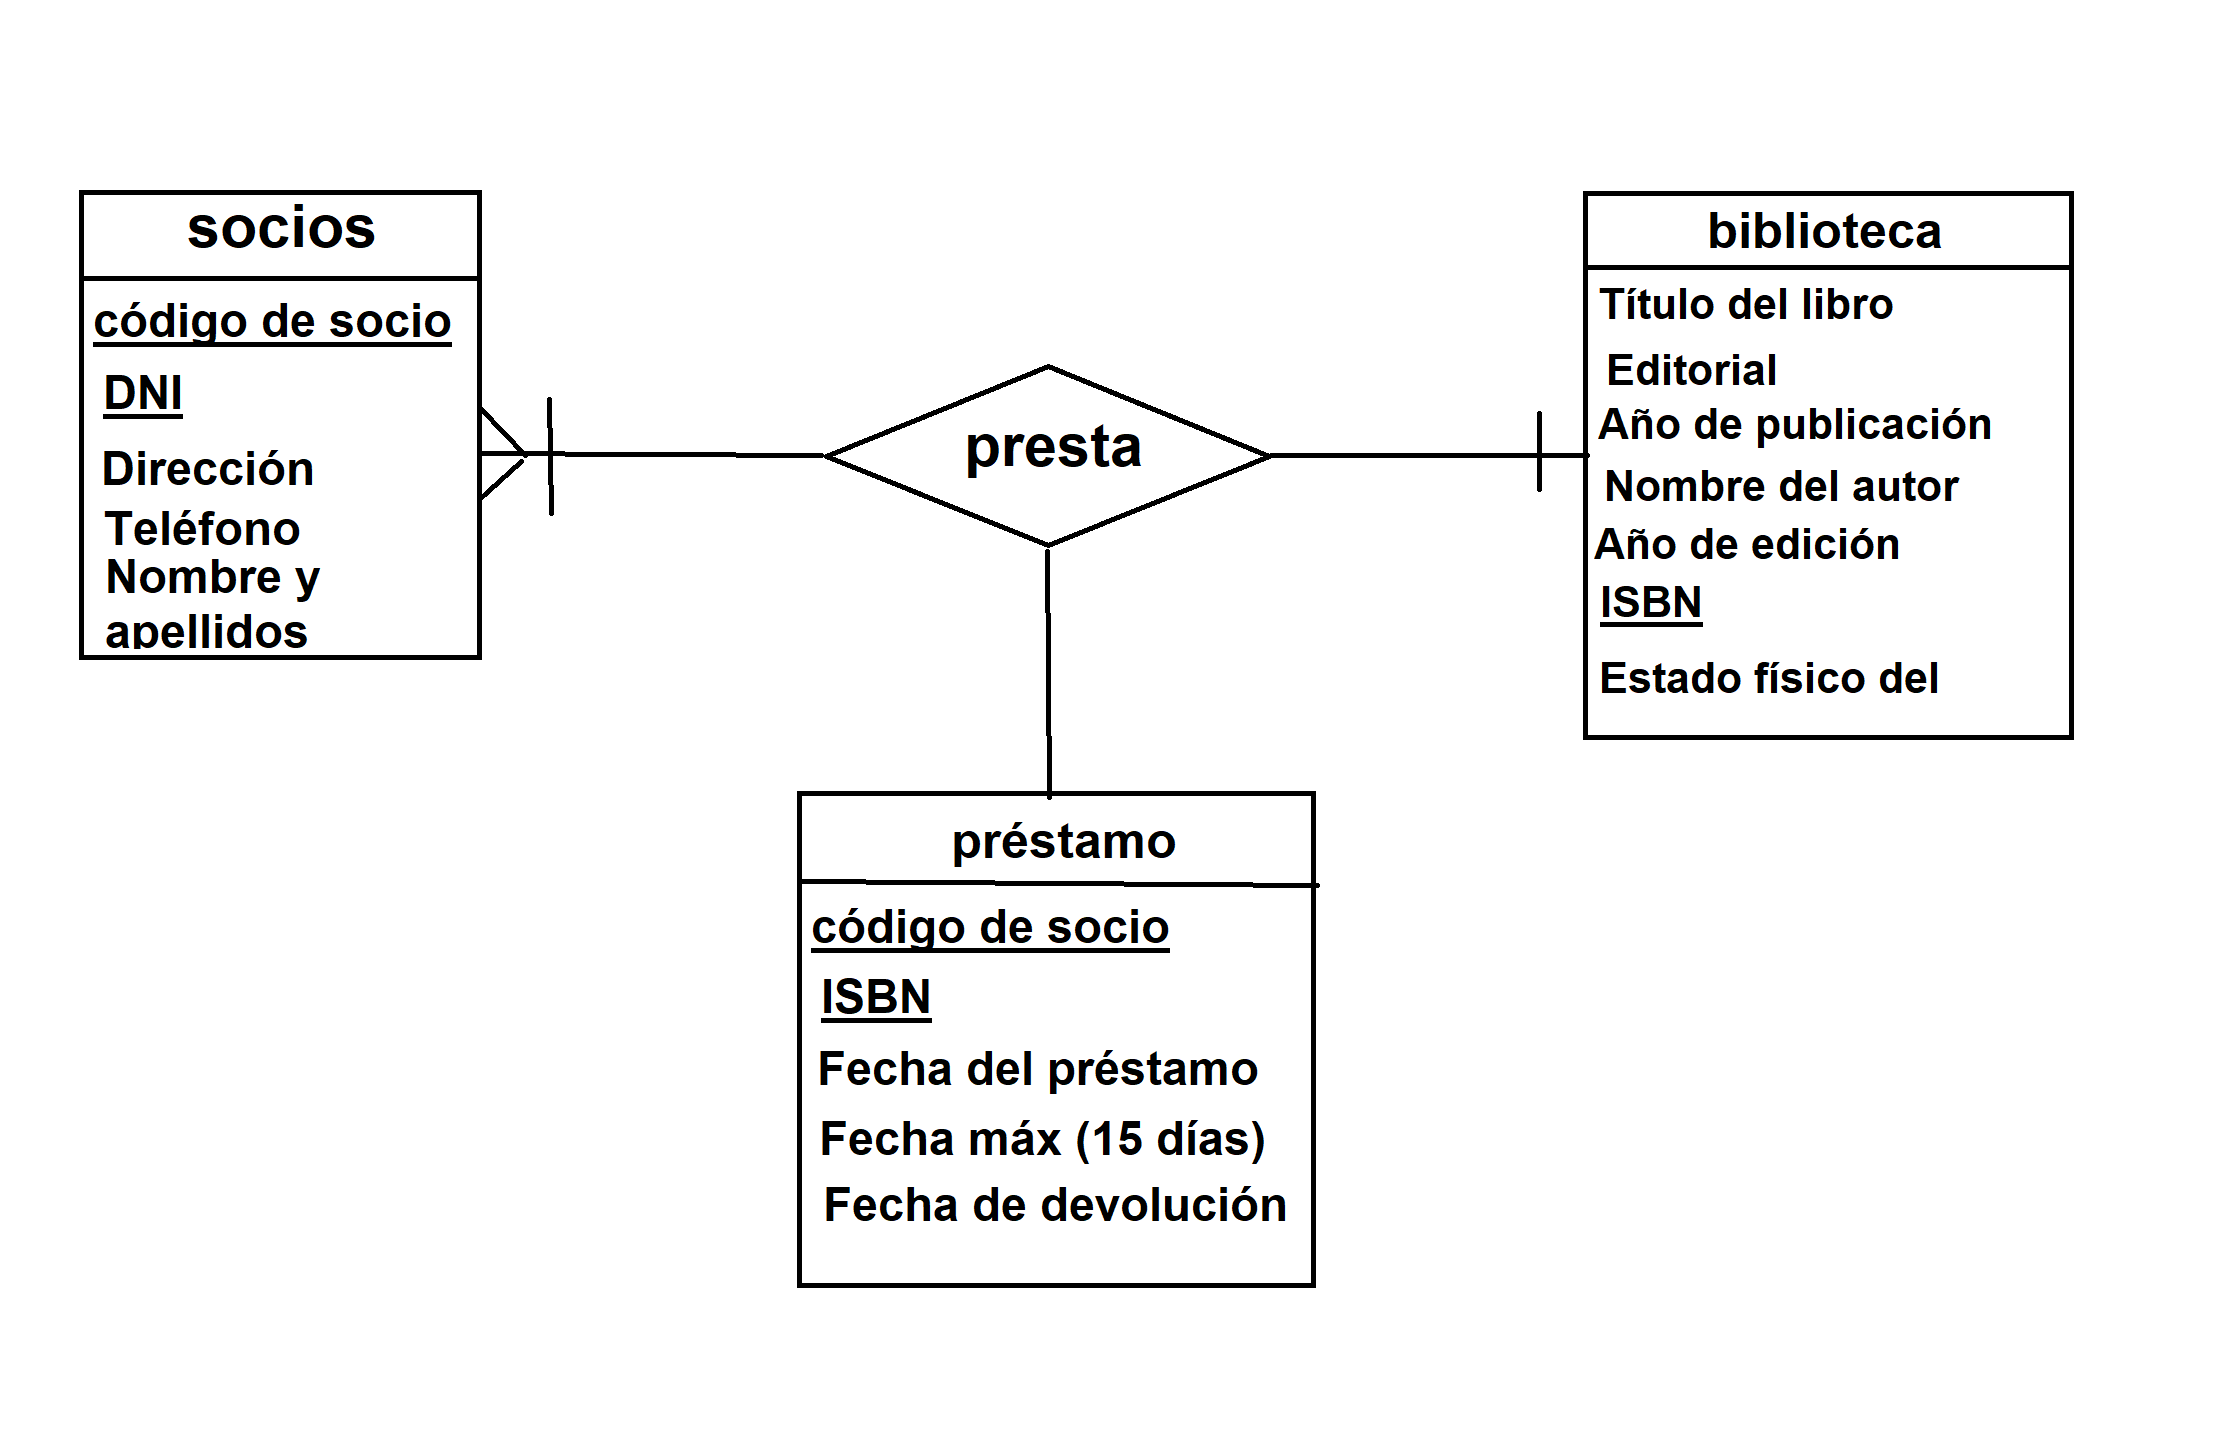 socios
código de socio
DNI
Dirección
Teléfono
Nombre y
apellidos
presta
biblioteca
Título del libro
Editorial
Año de publicación
Nombre del autor
Año de edición
ISBN
Estado físico del
préstamo
código de socio
ISBN
Fecha del préstamo
Fecha máx (15 días)
Fecha de devolución